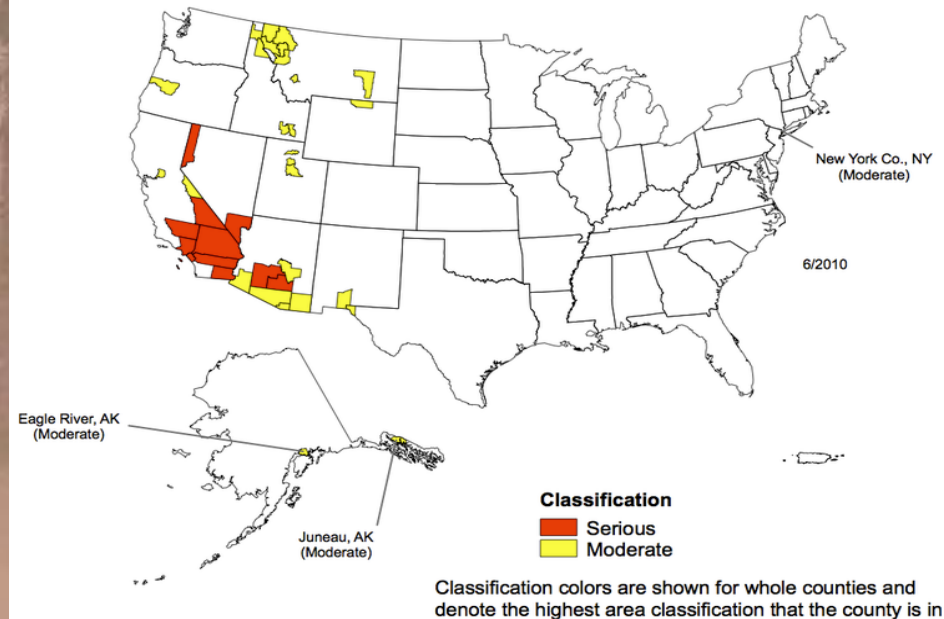 New York Co., NY
(Moderate)
6/2010
Eagle River, AK
(Moderate)
Juneau, AK
(Moderate)
Classification
Serious
Moderate
Classification colors are shown for whole counties and
denote the highest area classification that the county is in